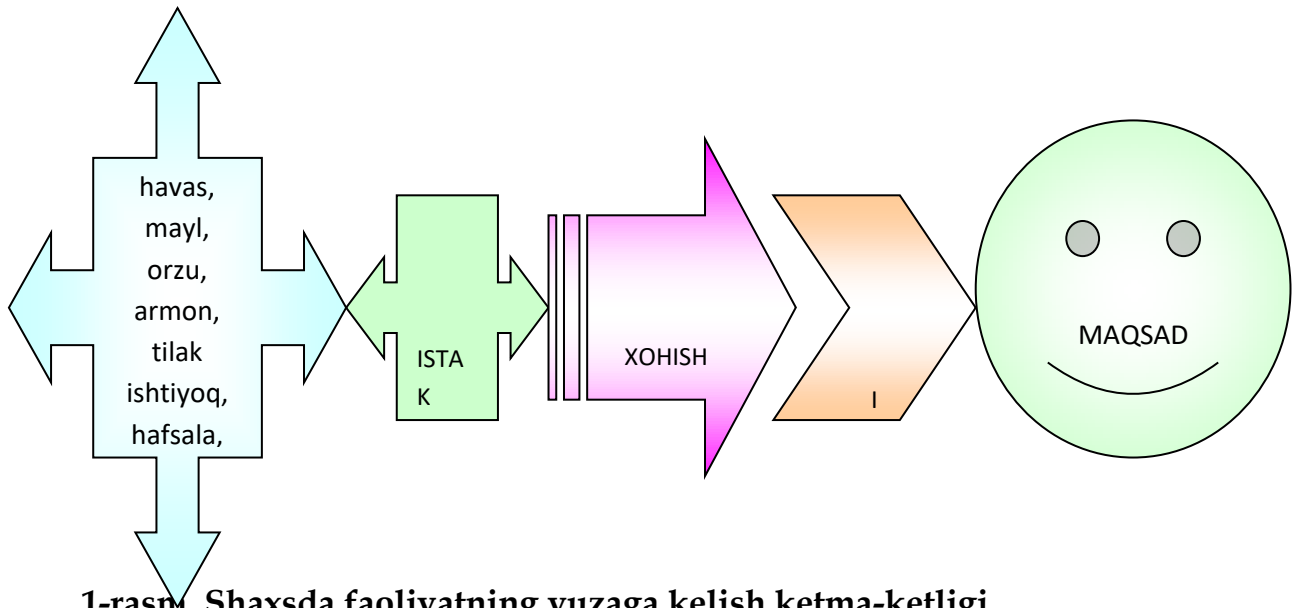 havas,
mayl,
orzu,
armon,
tilak
ishtiyoq,
hafsala,
ISTA
K
XOHISH
I
MAQSAD
1-rasm. Shaxsda faoliyatning yuzaga kelish ketma-ketligi